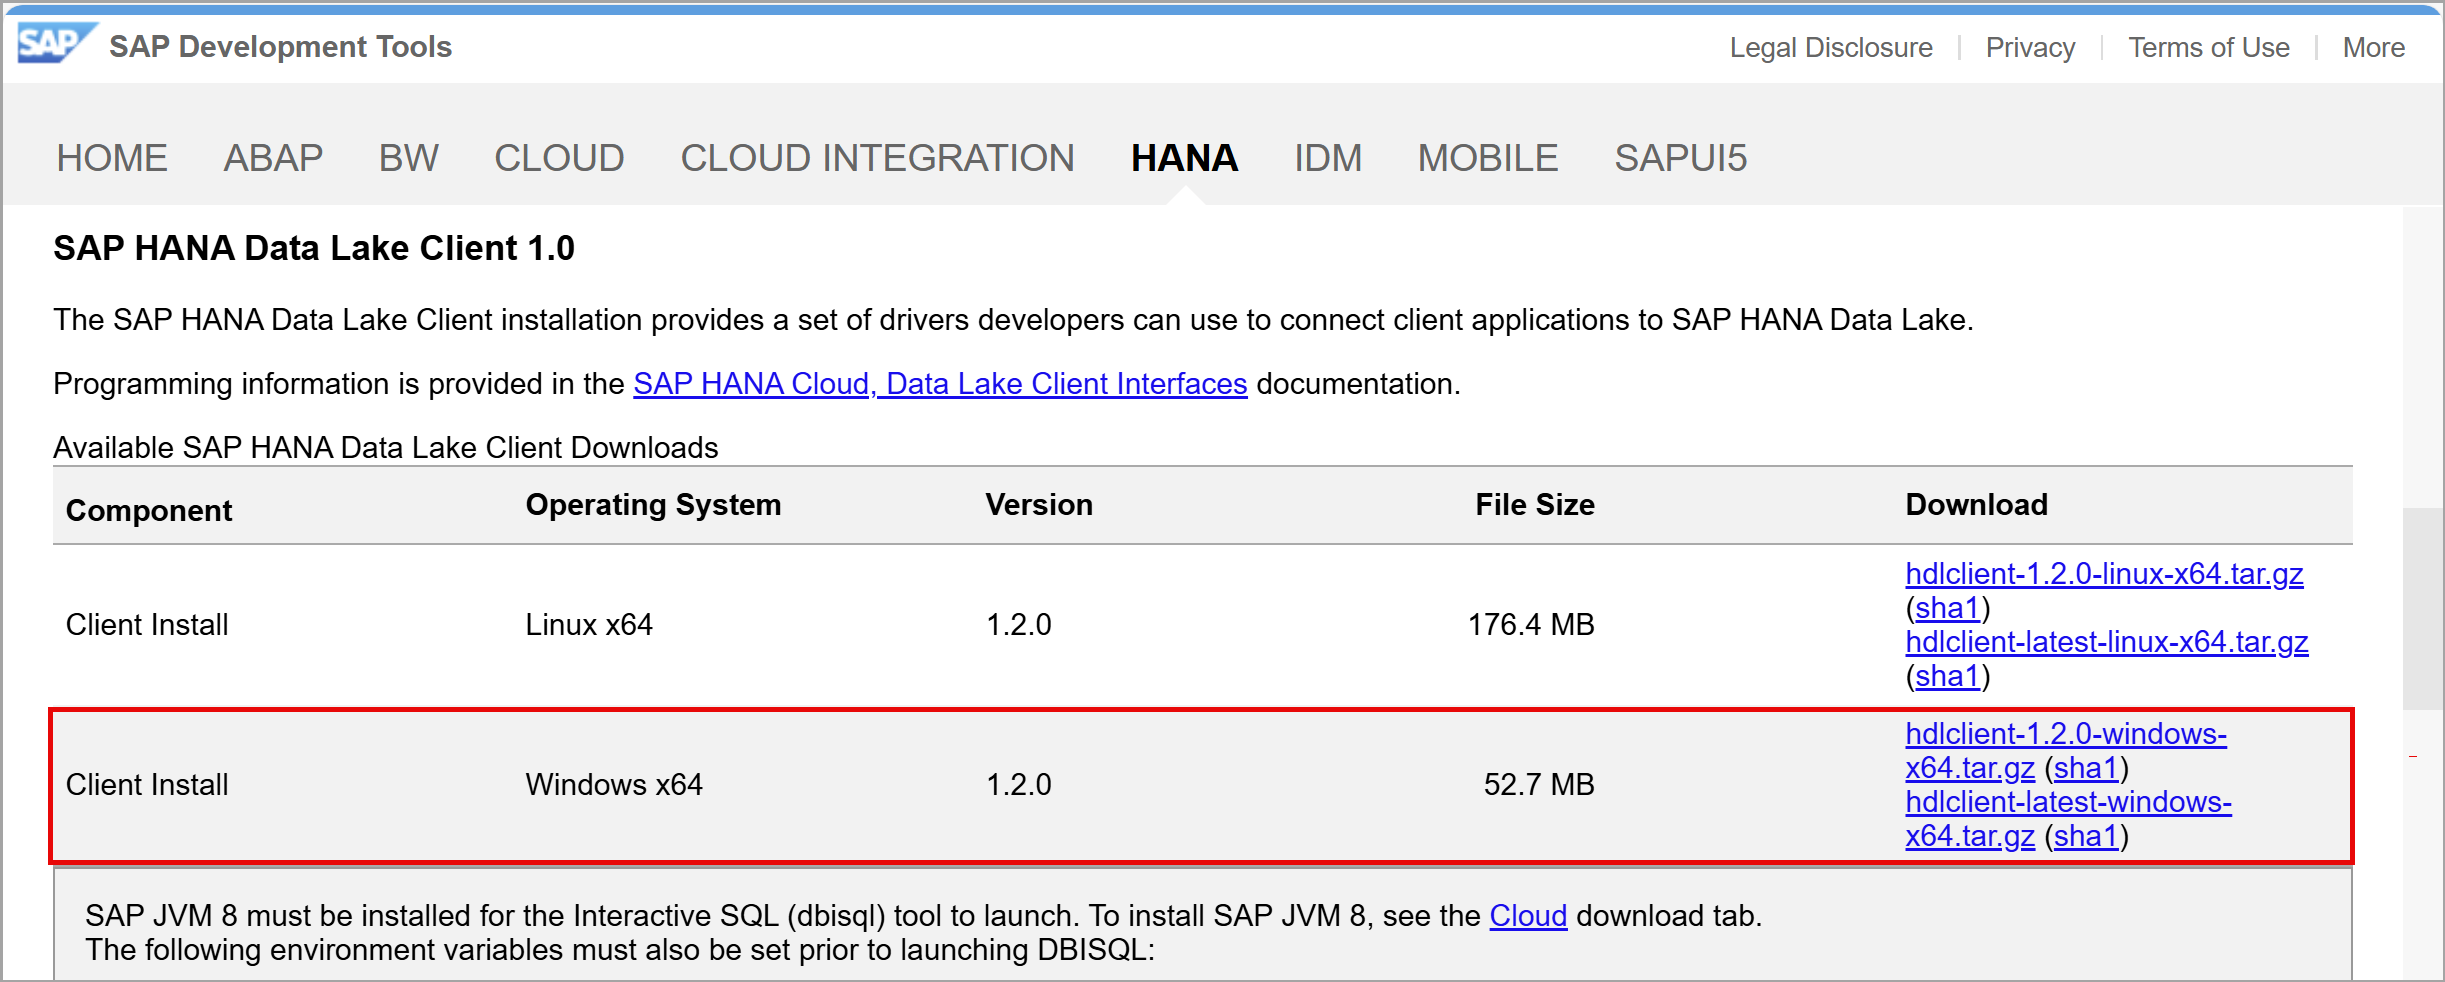 SAP SAP Development Tools Legal Disclosure Privacy Terms of Use More
HOME ABAP BW CLOUD CLOUD INTEGRATION HANA IDM MOBILE SAPUI5
SAP HANA Data Lake Client 1.0
The SAP HANA Data Lake Client installation provides a set of drivers developers can use to connect client applications to SAP HANA Data Lake.
Programming information is provided in the SAP HANA Cloud, Data Lake Client Interfaces documentation.
Available SAP HANA Data Lake Client Downloads
Component Operating System Version File Size Download
Client Install Linux x64 1.2.0 176.4 MB
hdlclient-1.2.0-linux-x64.tar.gz
(sha1)
hdlclient-latest-linux-x64.tar.gz
(sha1)
Client Install Windows x64 1.2.0 52.7 MB
hdlclient-1.2.0-windows-
x64.tar.gz (sha1)
hdlclient-latest-windows-
x64.tar.gz (sha1)
SAP JVM 8 must be installed for the Interactive SQL (dbisql) tool to launch. To install SAP JVM 8, see the Cloud download tab.
The following environment variables must also be set prior to launching DBISQL: